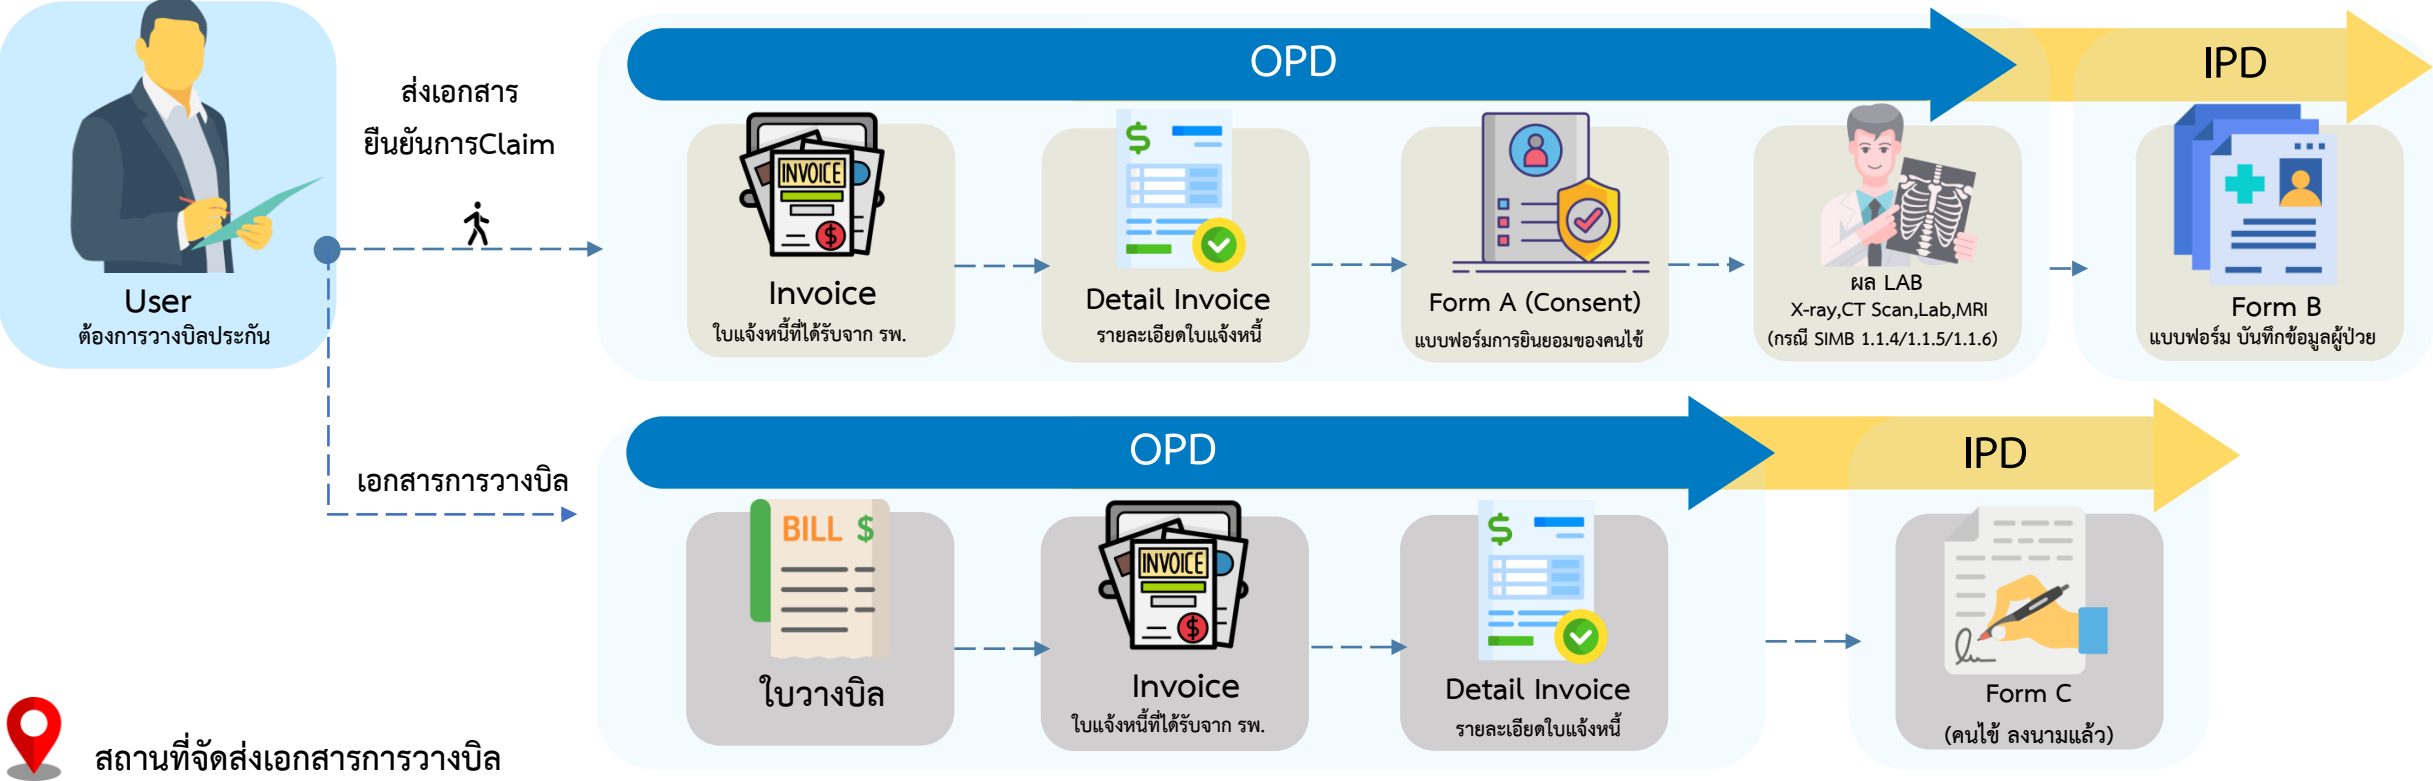 OPD
IPD
ส่งเอกสาร
ยืนยันการClaim
INVOICE
$
$
User
ต้องการวางบิลประกัน
Invoice
ใบแจ้งหนี้ที่ได้รับจาก รพ.
Detail Invoice
รายละเอียดใบแจ้งหนี้
Form A (Consent)
แบบฟอร์มการยินยอมของคนไข้
ผล LAB
X-ray,CT Scan,Lab,MRI
(กรณี SIMB 1.1.4/1.1.5/1.1.6)
Form B
แบบฟอร์ม บันทึกข้อมูลผู้ป่วย
OPD
IPD
เอกสารการวางบิล
BILL $
INVOICE
$
$
ใบวางบิล
Invoice
ใบแจ้งหนี้ที่ได้รับจาก รพ.
Detail Invoice
รายละเอียดใบแจ้งหนี้
Form C
(คนไข้ ลงนามแล้ว)
สถานที่จัดส่งเอกสารการวางบิล